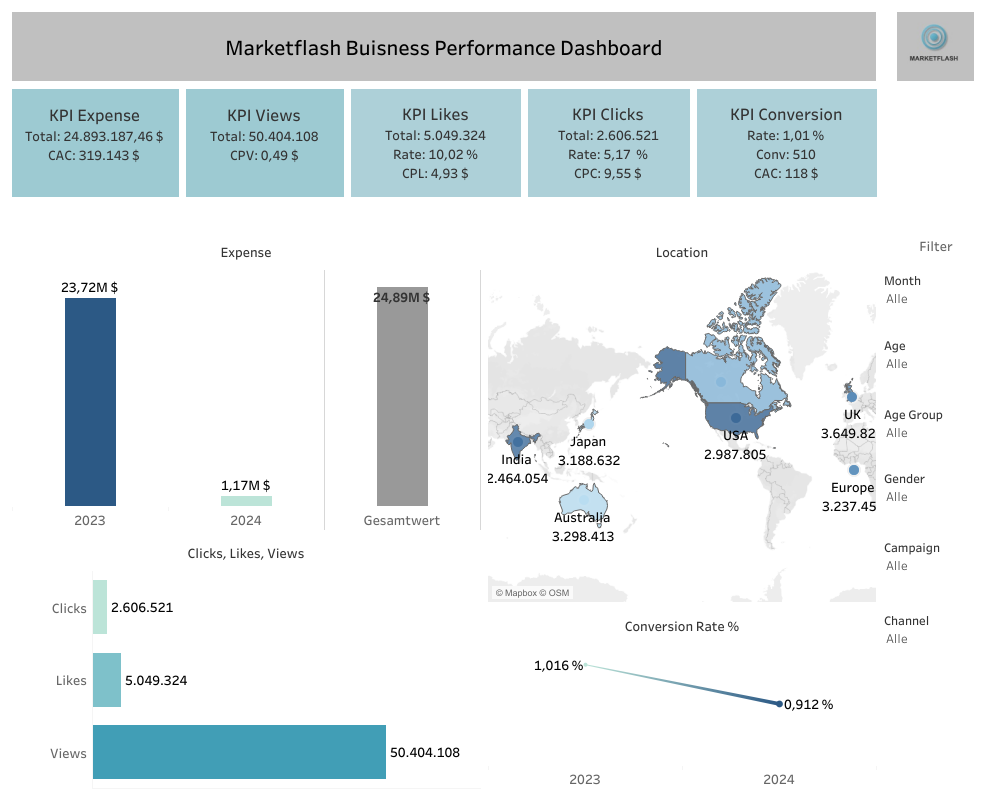 Marketflash Buisness Performance Dashboard
MARKETFLASH
KPI Expense
Total: 24.893.187,46 $
CAC: 319.143 $
KPI Views
Total: 50.404.108
CPV: 0,49 $
KPI Likes
Total: 5.049.324
Rate: 10,02 %
CPL: 4,93 $
KPI Clicks
Total: 2.606.521
Rate: 5,17 %
CPC: 9,55 $
KPI Conversion
Rate: 1,01 %
Conv: 510
CAC: 118 $
Expense
23,72M $
1,17M $
24,89M $
2023
2024
Gesamtwert
Location
India
2.464.054
Japan
3.188.632
Australia
3.298.413
USA
2.987.805
UK
3.649.82
Europe
3.237.45
© Mapbox © OSM
Filter
Month
Alle
Age
Alle
Age Group
Alle
Gender
Alle
Campaign
Alle
Channel
Alle
Clicks, Likes, Views
Clicks
2.606.521
Likes
5.049.324
Views
50.404.108
Conversion Rate %
1,016 %
0,912 %
2023
2024